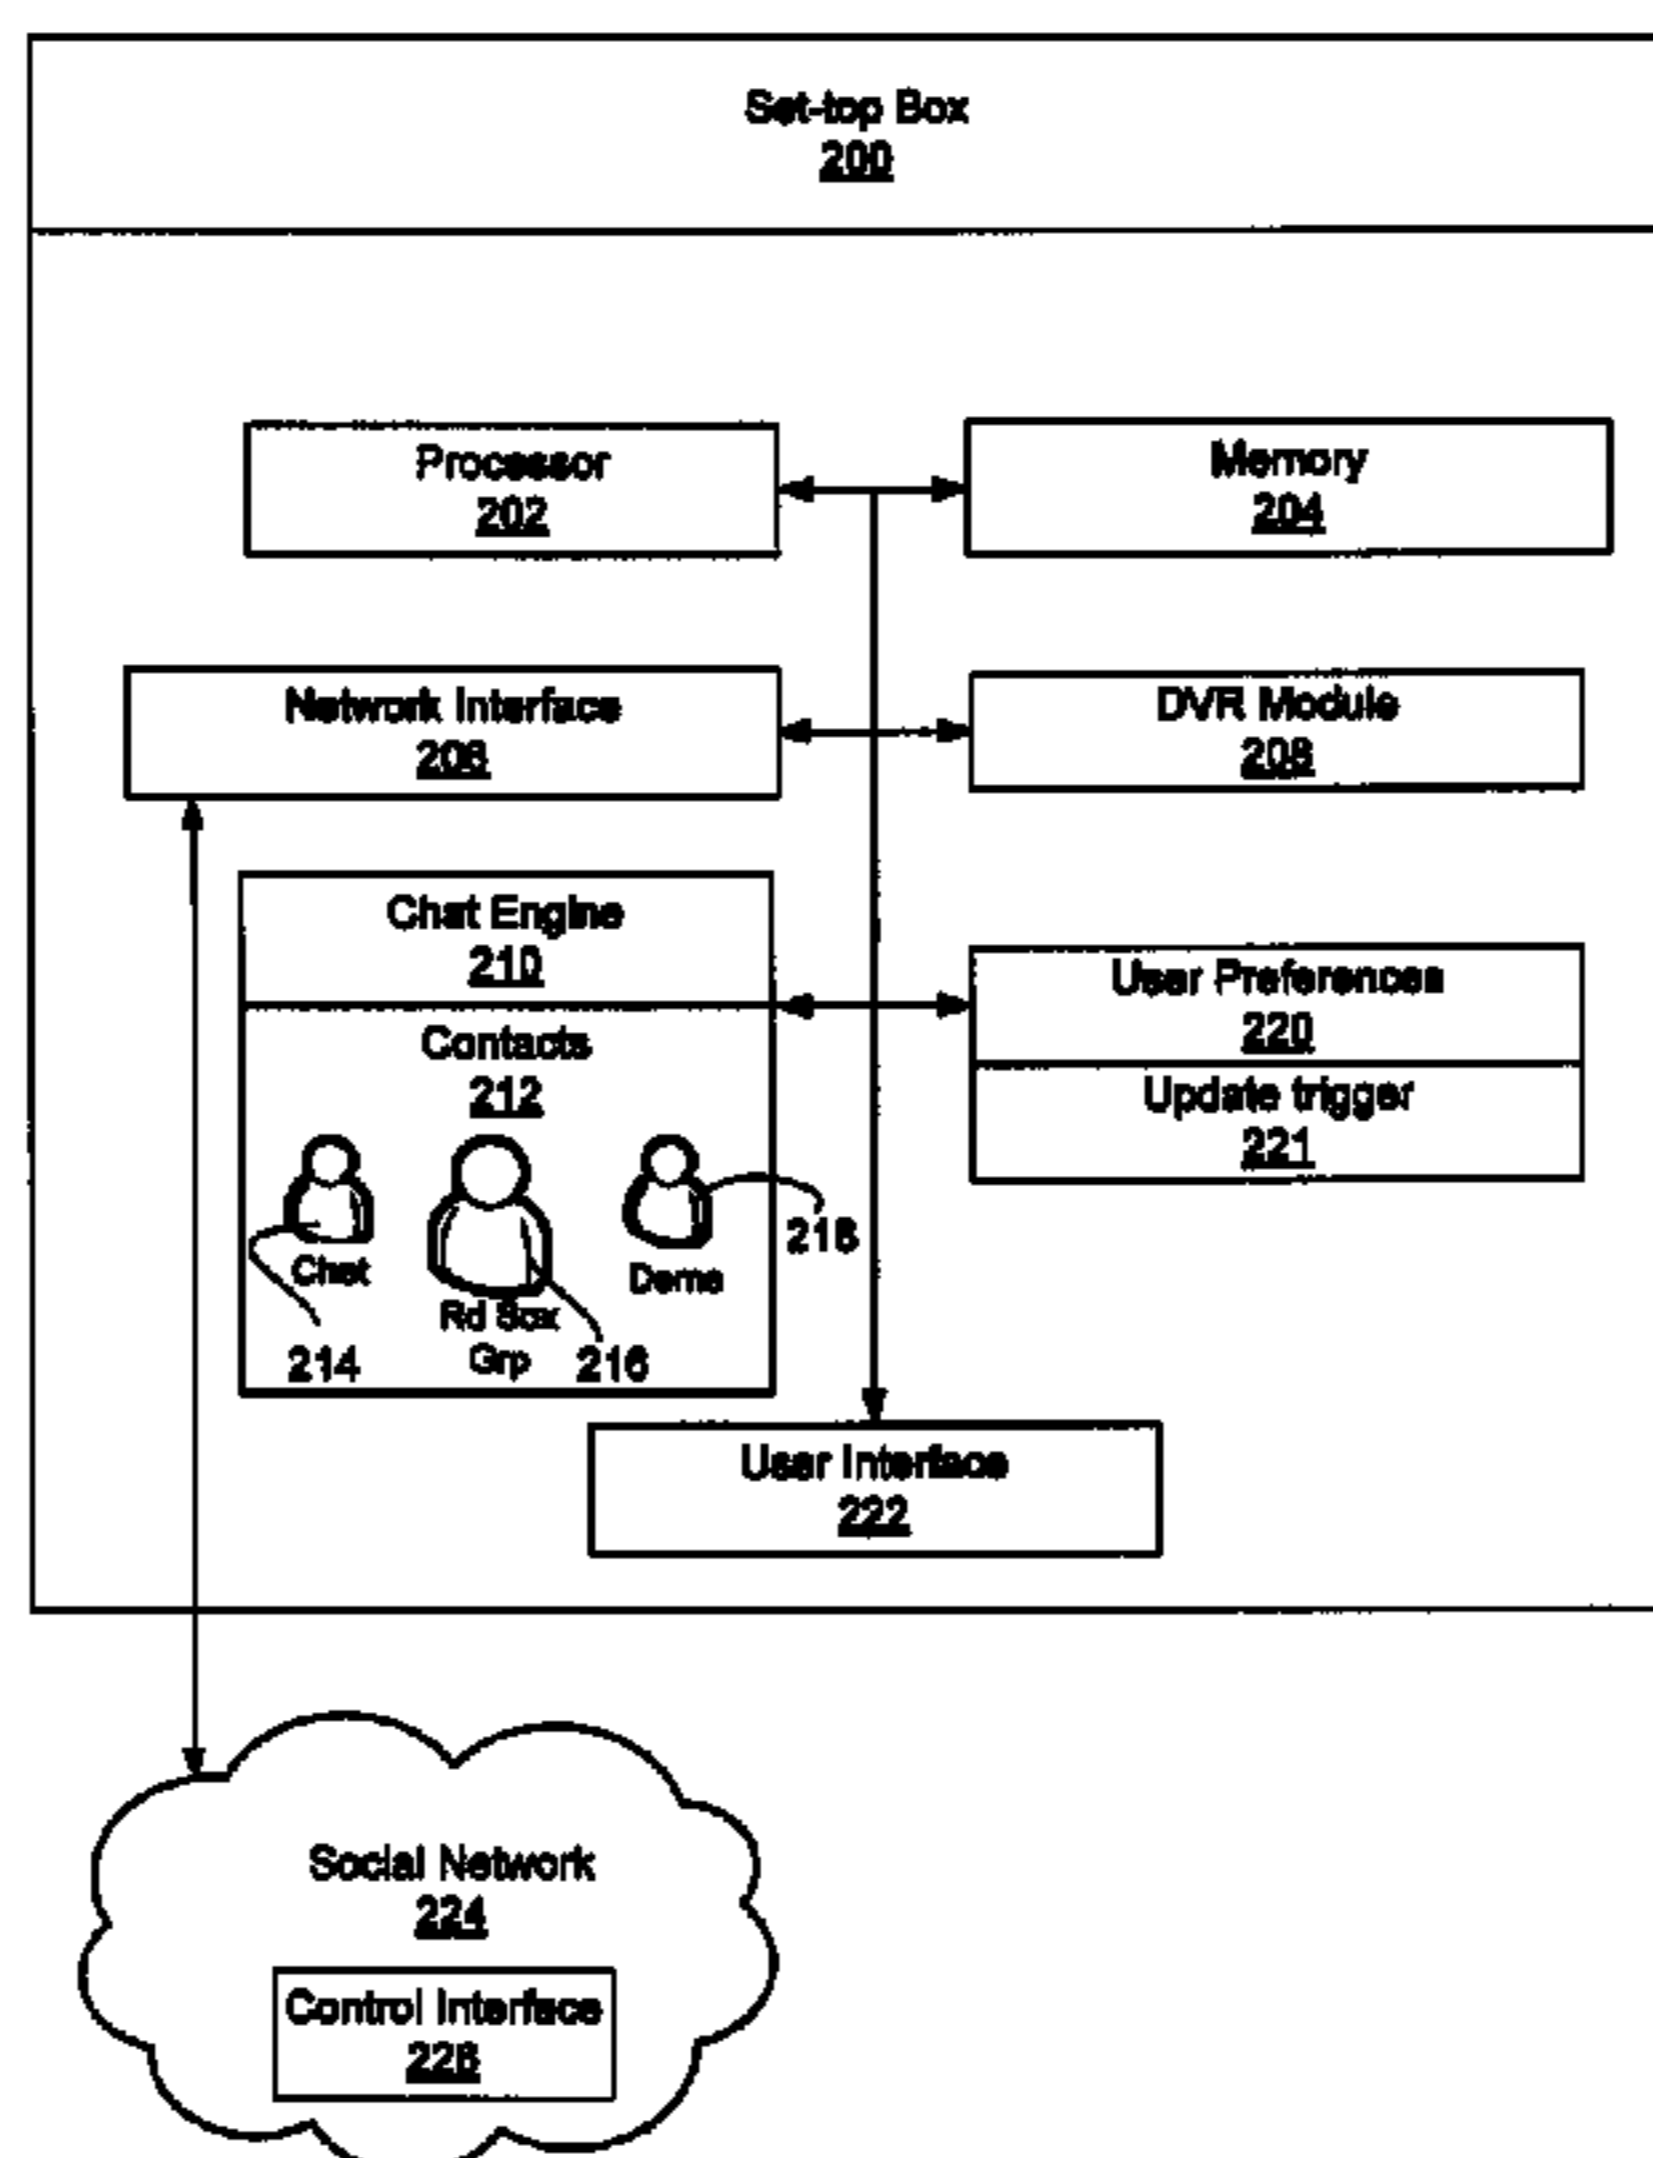 Set-top Box
200
Processor
202
Memory
204
Network Interface
206
DVR Module
208
Chat Engine
210
Contacts
212
User Preferences
220
Update trigger
221
218
Chat
Rd Sox
Grp
214
216
User Interface
222
Social Network
224
Control Interface
226